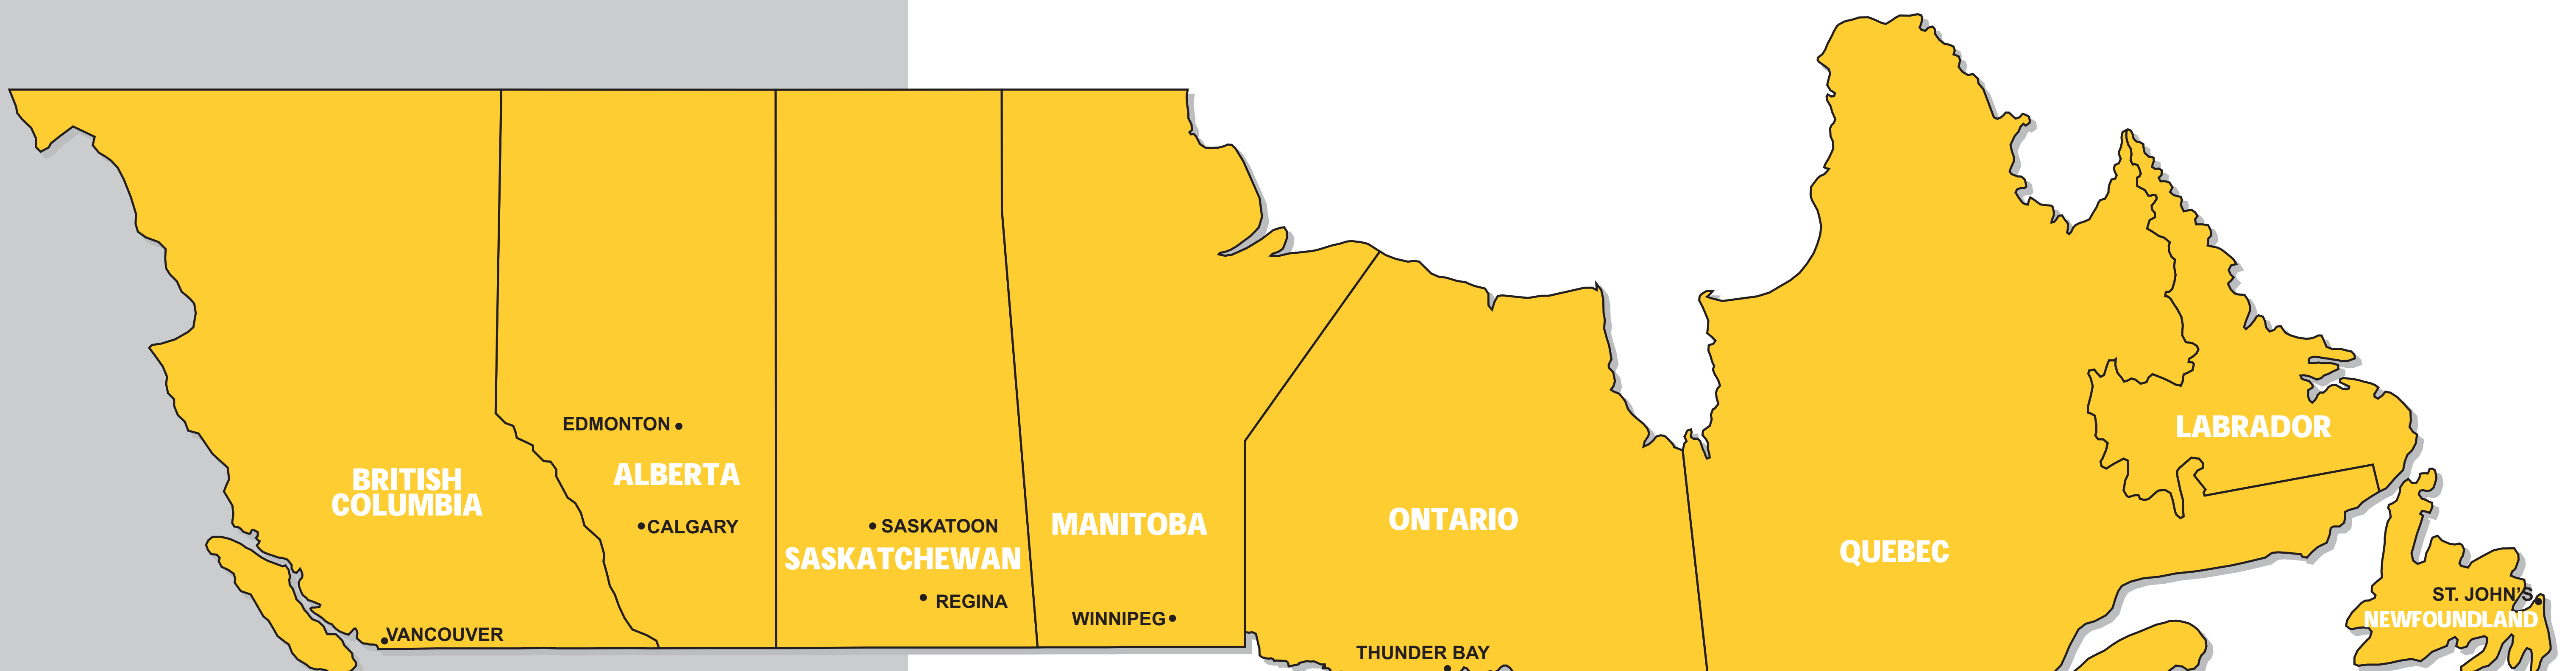 EDMONTON
LABRADOR
BRITISH
COLUMBIA
ALBERTA
CALGARY
SASKATOON
MANITOBA
ONTARIO
SASKATCHEWAN
QUEBEC
REGINA
ST. JOHN'S
WINNIPEG
NEWFOUNDLAND
VANCOUVER
THUNDER BAY